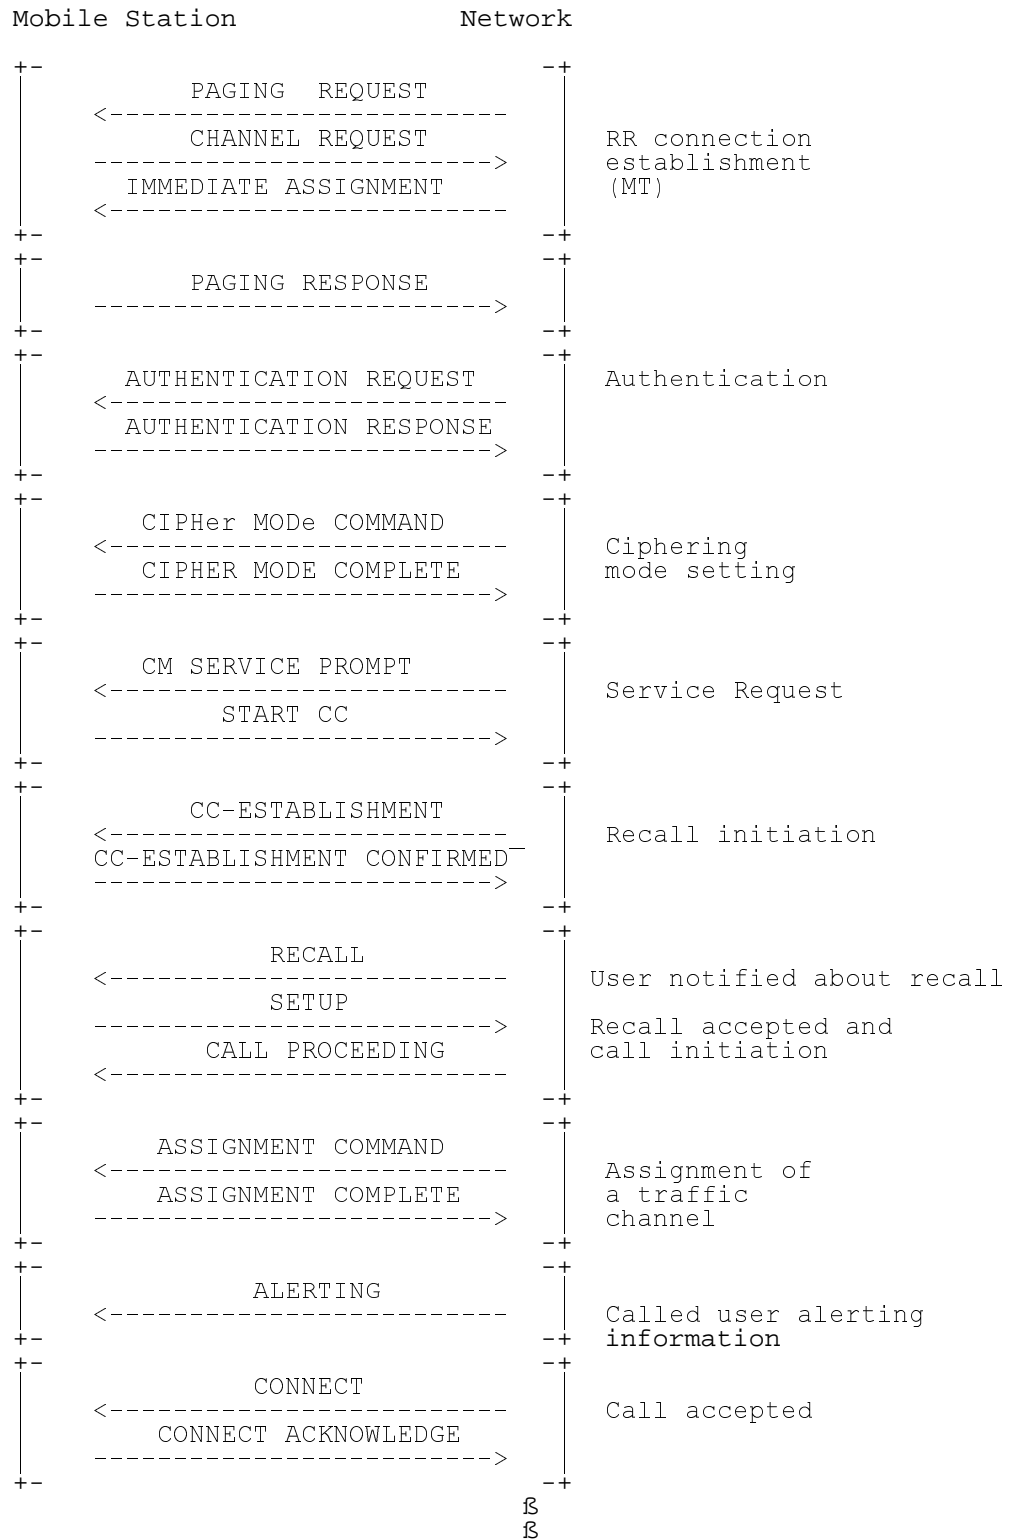 Mobile Station Network
+- -+
PAGING REQUEST
<-------------------------
CHANNEL REQUEST RR connection
-------------------------> establishment
IMMEDIATE ASSIGNMENT (MT)
<-------------------------
+- -+
+- -+
PAGING RESPONSE
------------------------->
+- -+
+- -+
AUTHENTICATION REQUEST Authentication
<-------------------------
AUTHENTICATION RESPONSE
------------------------->
+- -+
+- -+
CIPHer MODe COMMAND
<------------------------- Ciphering
CIPHER MODE COMPLETE mode setting
------------------------->
+- -+
+- -+
CM SERVICE PROMPT
<------------------------- Service Request
START CC
------------------------->
+- -+
+- -+
CC-ESTABLISHMENT
<------------------------- Recall initiation
CC-ESTABLISHMENT CONFIRMED¯
------------------------->
+- -+
+- -+
RECALL
<------------------------- User notified about recall
SETUP
-------------------------> Recall accepted and
CALL PROCEEDING call initiation
<-------------------------
+- -+
+- -+
ASSIGNMENT COMMAND
<------------------------- Assignment of
ASSIGNMENT COMPLETE a traffic
-------------------------> channel
+- -+
+- -+
ALERTING
<------------------------- Called user alerting
+- -+ information
+- -+
CONNECT
<------------------------- Call accepted
CONNECT ACKNOWLEDGE
------------------------->
+- -+
ß
ß